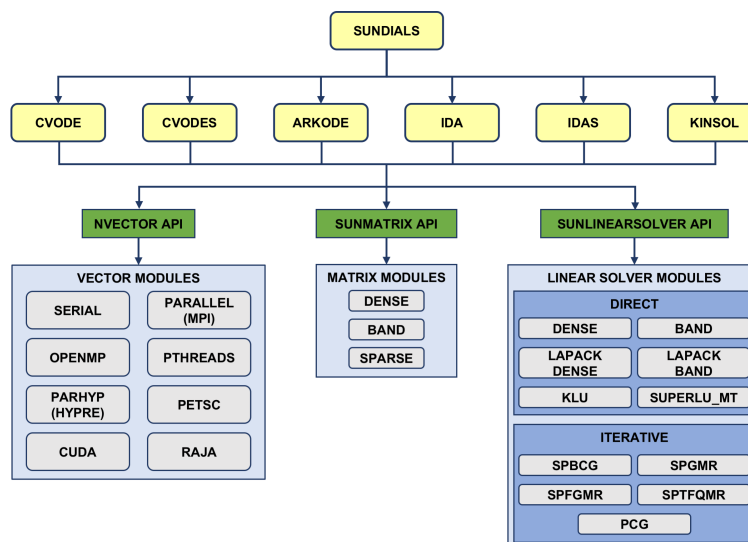 SUNDIALS
CVODE
CVODES
ARKODE
IDA
IDAS
KINSOL
NVECTOR API
SUNMATRIX API
SUNLINEARSOLVER API
VECTOR MODULES
SERIAL
PARALLEL
(MPI)
OPENMP
PTHREADS
PARHYP
(HYPRE)
PETSC
CUDA
RAJA
MATRIX MODULES
DENSE
BAND
SPARSE
LINEAR SOLVER MODULES
DIRECT
DENSE
BAND
LAPACK
DENSE
LAPACK
BAND
KLU
SUPERLU_MT
ITERATIVE
SPBCG
SPGMR
SPFGMR
SPTFQMR
PCG